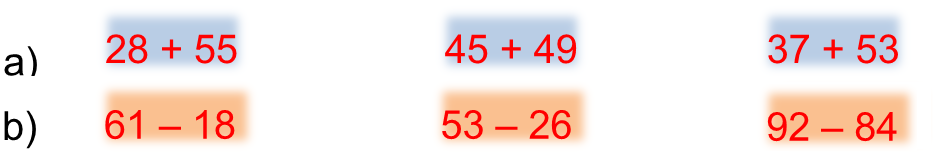 a) 28 + 55 45 + 49 37 + 53
b) 61 – 18 53 – 26 92 – 84